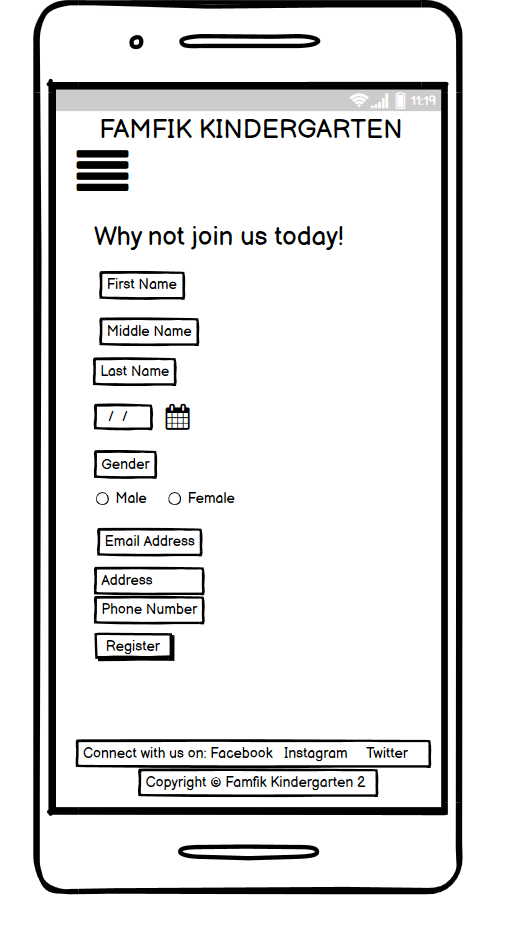 11:19
FAMFIK KINDERGARTEN
Why not join us today!
First Name
Middle Name
Last Name
/ /
Gender
Male Female
Email Address
Address
Phone Number
Register
Connect with us on: Facebook Instagram Twitter
Copyright © Famfik Kindergarten 2